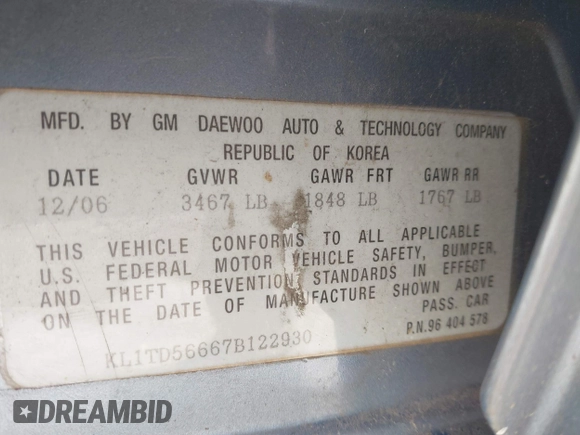 MFD. BY GM DAEWOO AUTO & TECHNOLOGY COMPANY
REPUBLIC OF KOREA
DATE GVWR GAWR FRT GAWR RR
12/06 3467 LB 1848 LB 1767 LB
THIS VEHICLE CONFORMS TO ALL APPLICABLE
U.S. FEDERAL MOTOR VEHICLE SAFETY, BUMPER,
AND THEFT PREVENTION STANDARDS IN EFFECT
ON THE DATE OF MANUFACTURE SHOWN ABOVE
PASS. CAR
KL1TD56667B122930
P.N.96 404 578
DREAMBID